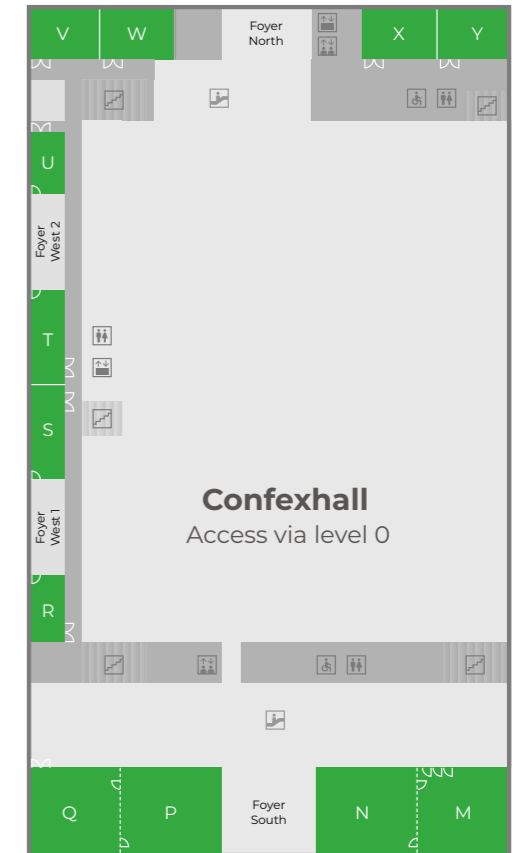 V
W
Foyer
North
X
Y
U
Foyer
West 2
T
S
Confexhall
Access via level 0
Foyer
West 1
R
Q
P
Foyer
South
N
M